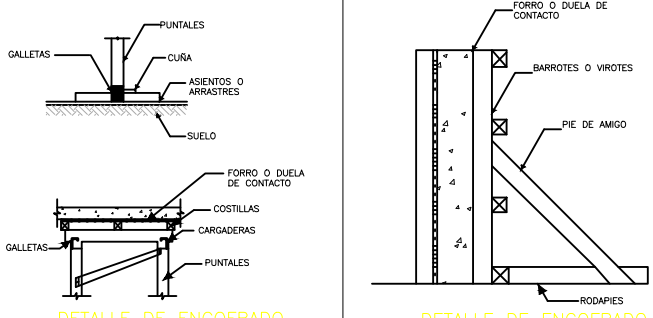 PUNTALES
GALLETAS
CUÑA
ASIENTOS O
ARRASTRES
SUELO
FORRO O DUELA
DE CONTACTO
COSTILLAS
CARGADERAS
GALLETAS
PUNTALES
DETALLE DE ENCOFRADO
FORRO O DUELA DE
CONTACTO
BARROTES O VIROTES
PIE DE AMIGO
RODAPIES
DETALLE DE ENCOFRADO